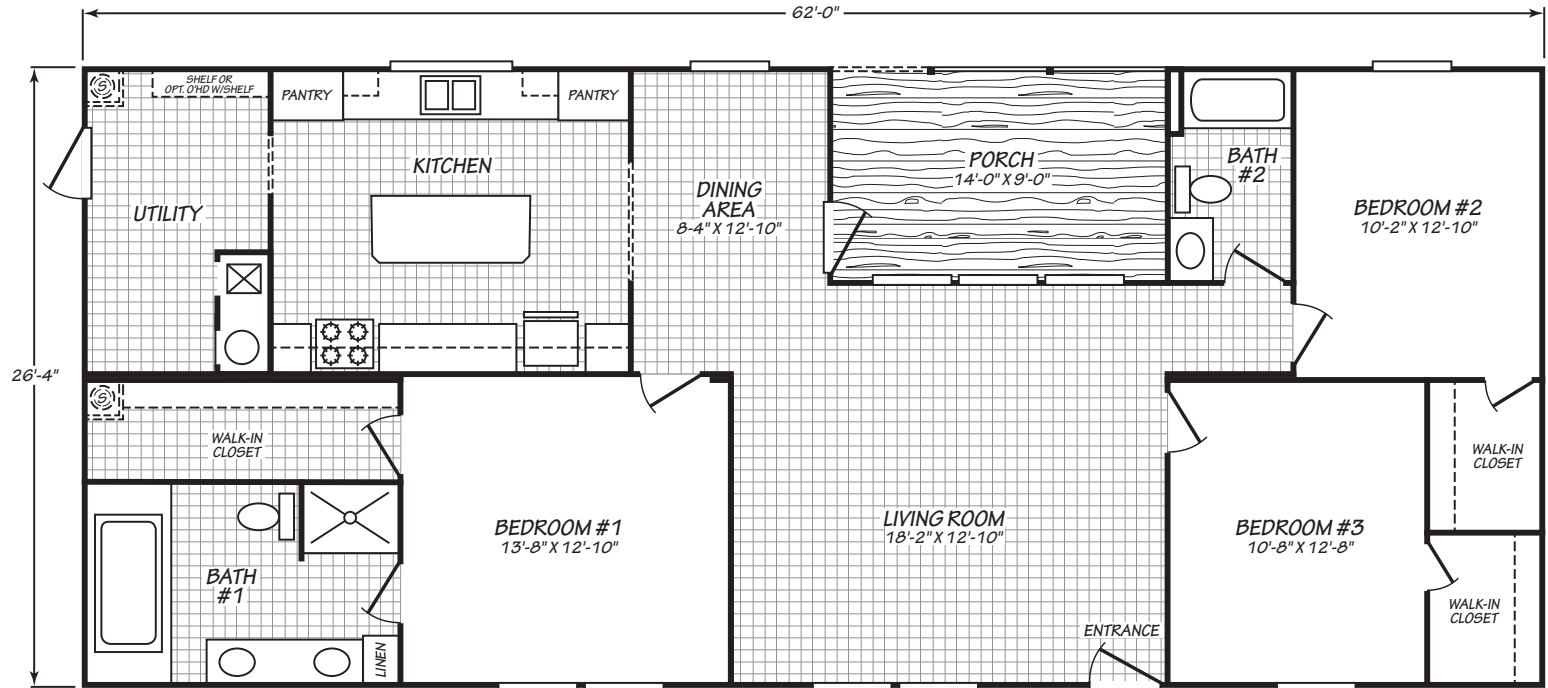 62'-0"
S
SHELF OR
OPT. O'HD W/SHELF
PANTRY
PANTRY
KITCHEN
UTILITY
DINING
AREA
8-4" X 12'-10"
PORCH
14'-0" X 9'-0"
BATH
#2
BEDROOM #2
10'-2" X 12'-10"
26'-4"
S
WALK-IN
CLOSET
BEDROOM #1
13'-8" X 12'-10"
BATH
#1
LINEN
LIVING ROOM
18'-2" X 12'-10"
ENTRANCE
BEDROOM #3
10'-8" X 12'-8"
WALK-IN
CLOSET
WALK-IN
CLOSET